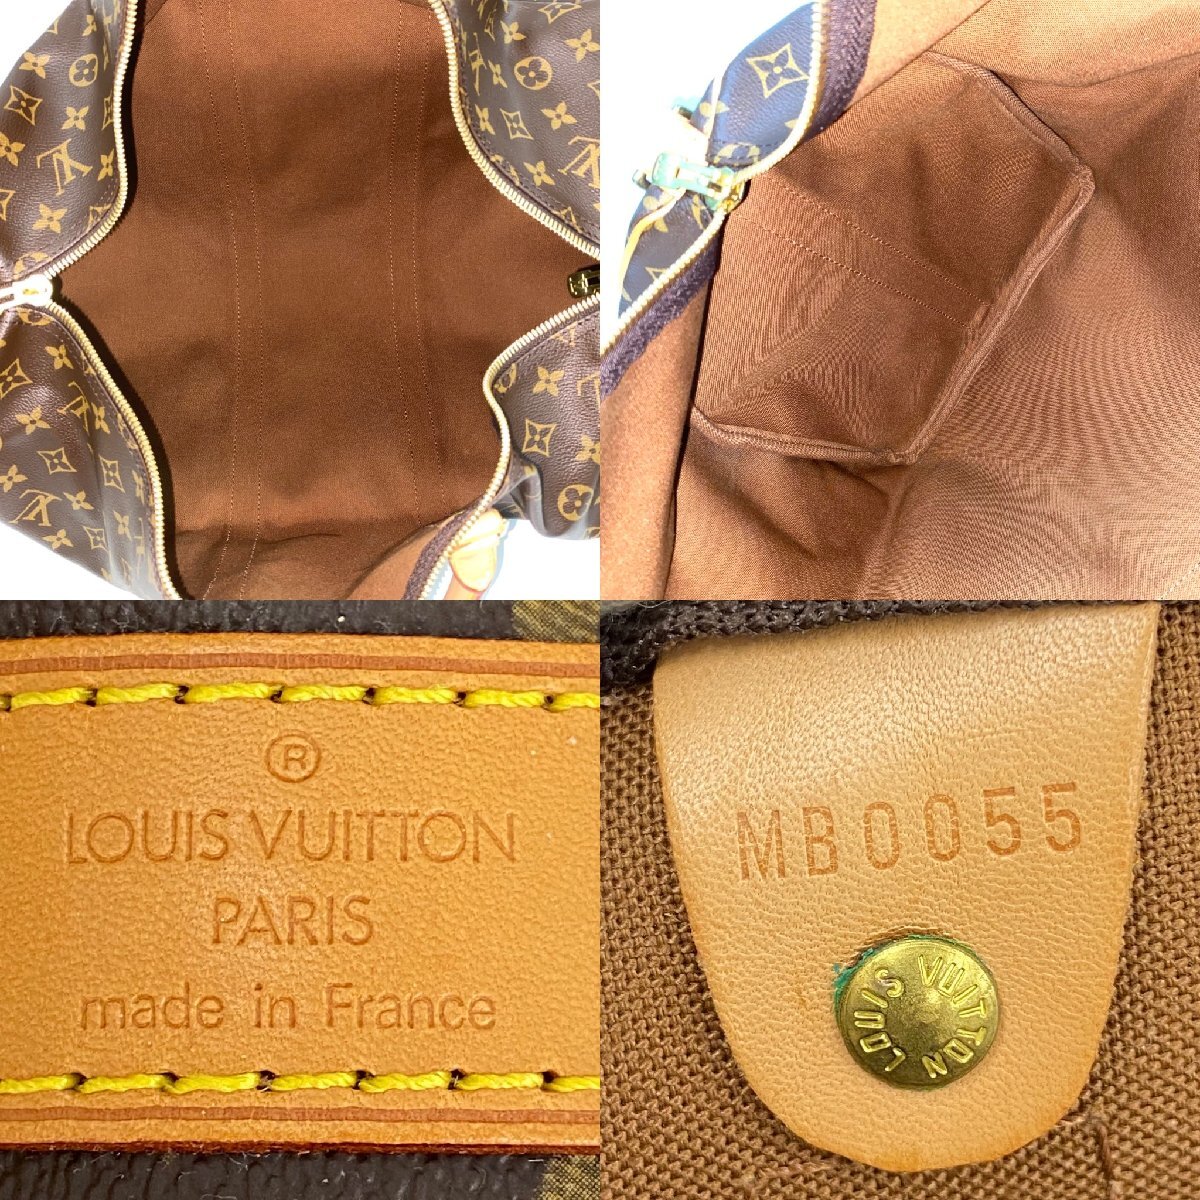 ®
LOUIS VUITTON
PARIS
made in France
MB0055
LOUIS VUITTON